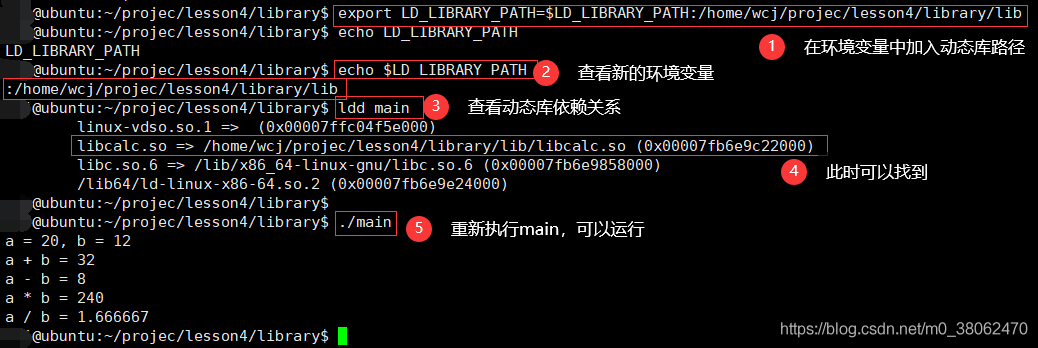 @ubuntu:~/projec/lesson4/library$ export LD_LIBRARY_PATH=$LD_LIBRARY_PATH:/home/wcj/projec/lesson4/library/lib
@ubuntu:~/projec/lesson4/library$ echo LD_LIBRARY_PATH
1 在环境变量中加入动态库路径
LD_LIBRARY_PATH
@ubuntu:~/projec/lesson4/library$ echo $LD_LIBRARY_PATH 2 查看新的环境变量
:/home/wcj/projec/lesson4/library/lib
@ubuntu:~/projec/lesson4/library$ ldd main 3 查看动态库依赖关系
linux-vdso.so.1 => (0x00007ffc04f5e000)
libcalc.so => /home/wcj/projec/lesson4/library/lib/libcalc.so (0x00007fb6e9c22000)
libc.so.6 => /lib/x86_64-linux-gnu/libc.so.6 (0x00007fb6e9858000)
4 此时可以找到
/lib64/ld-linux-x86-64.so.2 (0x00007fb6e9e24000)
@ubuntu:~/projec/lesson4/library$
@ubuntu:~/projec/lesson4/library$ ./main 5 重新执行main，可以运行
a = 20, b = 12
a + b = 32
a - b = 8
a * b = 240
a / b = 1.666667
@ubuntu:~/projec/lesson4/library$
https://blog.csdn.net/m0_38062470